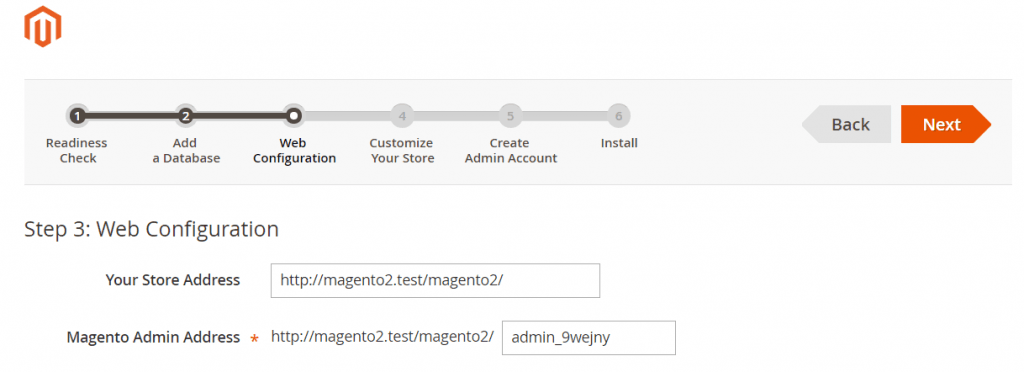 1 2 4 5 6
Readiness Check
Add a Database
Web Configuration
Customize Your Store
Create Admin Account
Install
Back
Next
Step 3: Web Configuration
Your Store Address http://magento2.test/magento2/
Magento Admin Address * http://magento2.test/magento2/ admin_9wejny